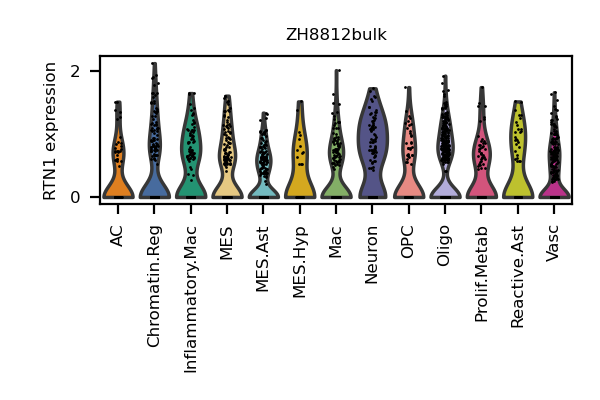 ZH8812bulk
RTN1 expression
2
0
AC
Chromatin.Reg
Inflammatory.Mac
MES
MES.Ast
MES.Hyp
Mac
Neuron
OPC
Oligo
Prolif.Metab
Reactive.Ast
Vasc